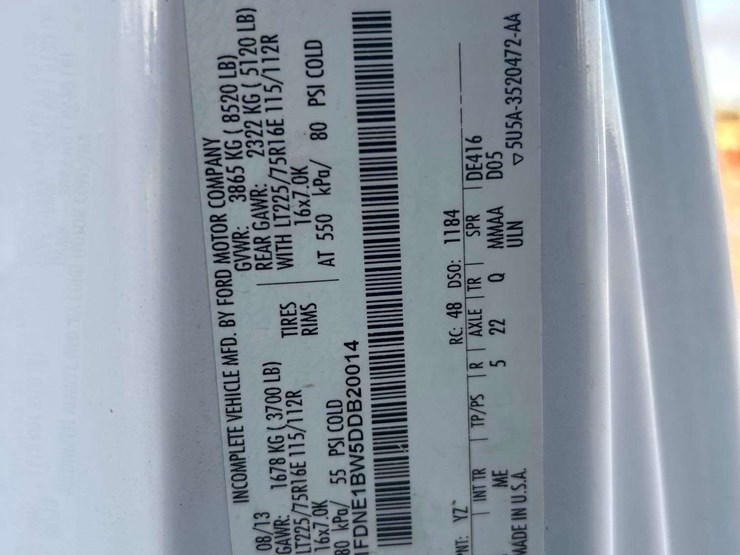 INCOMPLETE VEHICLE MFD. BY FORD MOTOR COMPANY
08/13 GVWR: 3865 KG ( 8520 LB)
GAWR: 1678 KG ( 3700 LB) REAR GAWR: 2322 KG ( 5120 LB)
LT225/75R16E 115/112R TIRES WITH LT225/75R16E 115/112R
16x7.0K RIMS 16x7.0K
80 kPa/ 55 PSI COLD AT 550 kPa/ 80 PSI COLD
1FDNE1BW5DDB20014
NT: YZ RC: 48 DSO: 1184
INT TR TP/PS R AXLE TR SPR DE416
ME 5 22 Q MMAA D05
MADE IN U.S.A. ULN ▽5U5A-3520472-AA